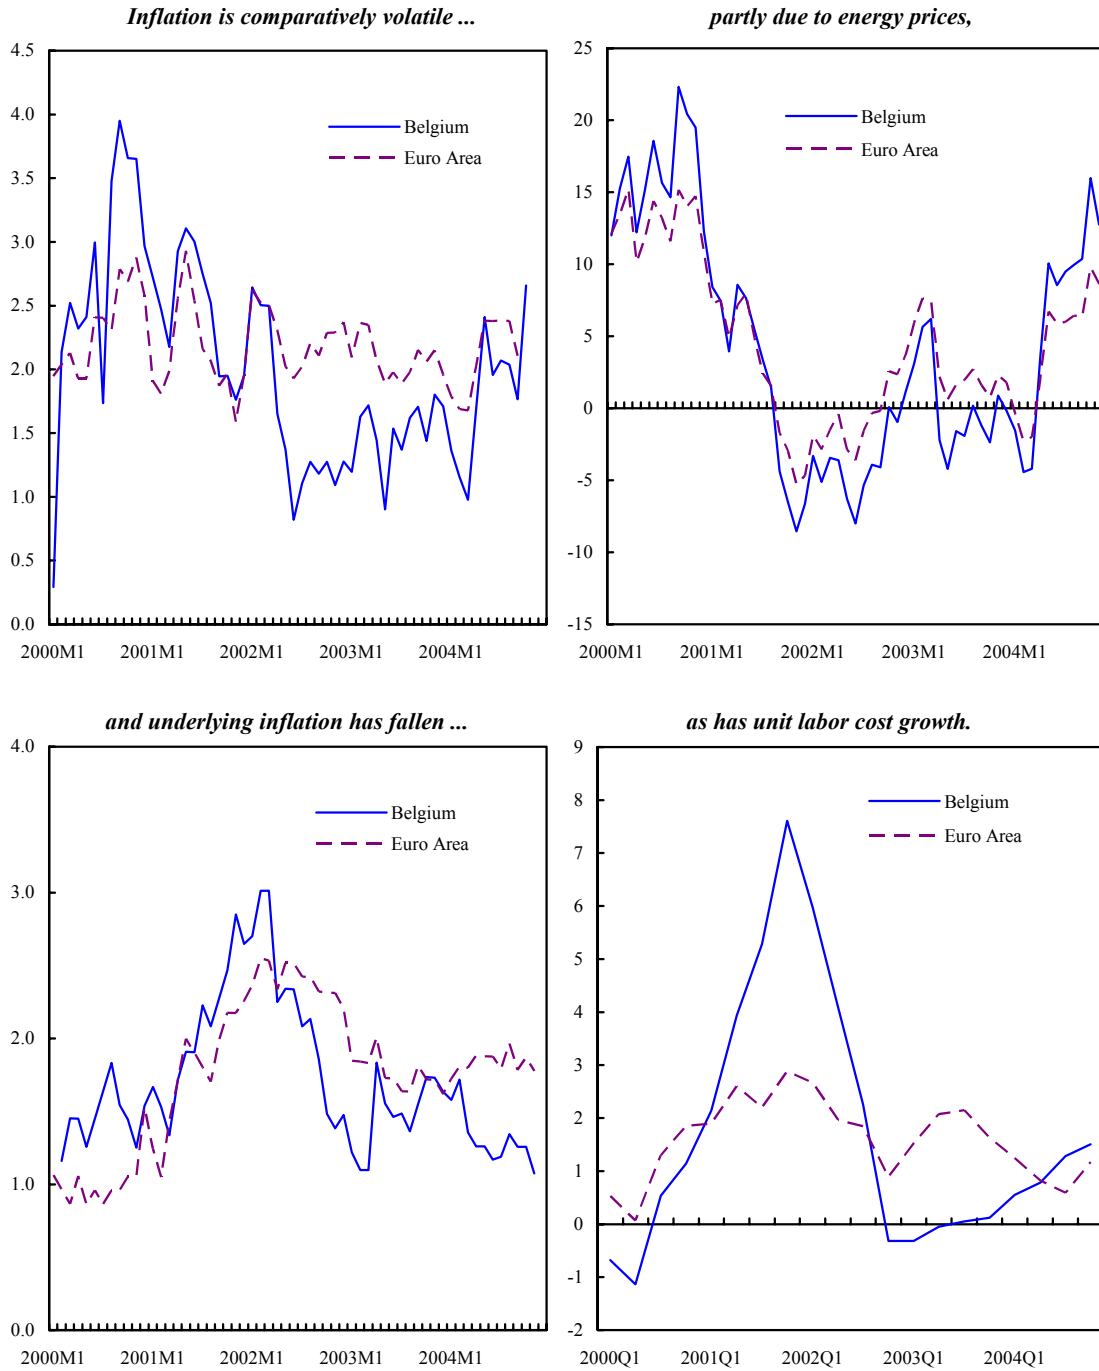 Inflation is comparatively volatile ...
4.5
4.0
3.5
3.0
2.5
2.0
1.5
1.0
0.5
0.0
Belgium
Euro Area
2000M1 2001M1 2002M1 2003M1 2004M1
partly due to energy prices,
25
20
15
10
5
0
-5
-10
-15
Belgium
Euro Area
2000M1 2001M1 2002M1 2003M1 2004M1
and underlying inflation has fallen ...
4.0
3.0
2.0
1.0
0.0
Belgium
Euro Area
2000M1 2001M1 2002M1 2003M1 2004M1
as has unit labor cost growth.
9
8
7
6
5
4
3
2
1
0
-1
-2
Belgium
Euro Area
2000Q1 2001Q1 2002Q1 2003Q1 2004Q1